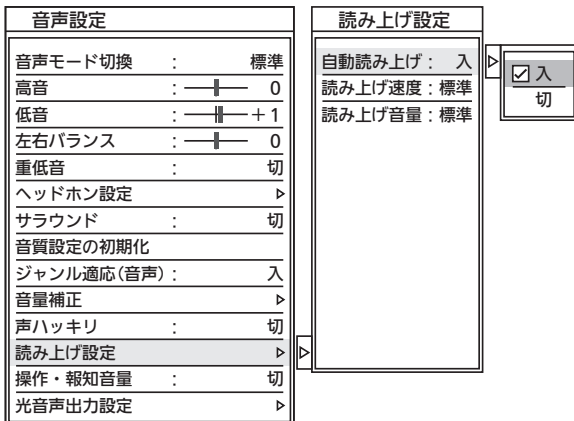 音声設定
音声モード切換 : 標準
高音 : 0
低音 : +1
左右バランス : 0
重低音 : 切
ヘッドホン設定
サラウンド : 切
音質設定の初期化
ジャンル適応(音声) : 入
音量補正
声ハッキリ : 切
読み上げ設定
操作・報知音量 : 切
光音声出力設定
読み上げ設定
自動読み上げ : 入
読み上げ速度 : 標準
読み上げ音量 : 標準
入
切